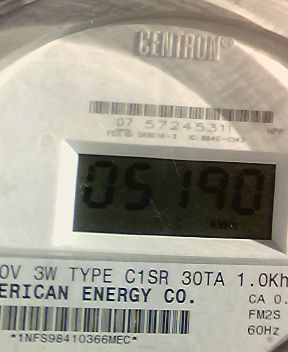 CENTRON®
07 57245311
05190
kWh
0V 3W TYPE C1SR 30TA 1.0Kh
ERICAN ENERGY CO.
CA 0.
FM2S
60Hz
*1NFS98410366MEC*